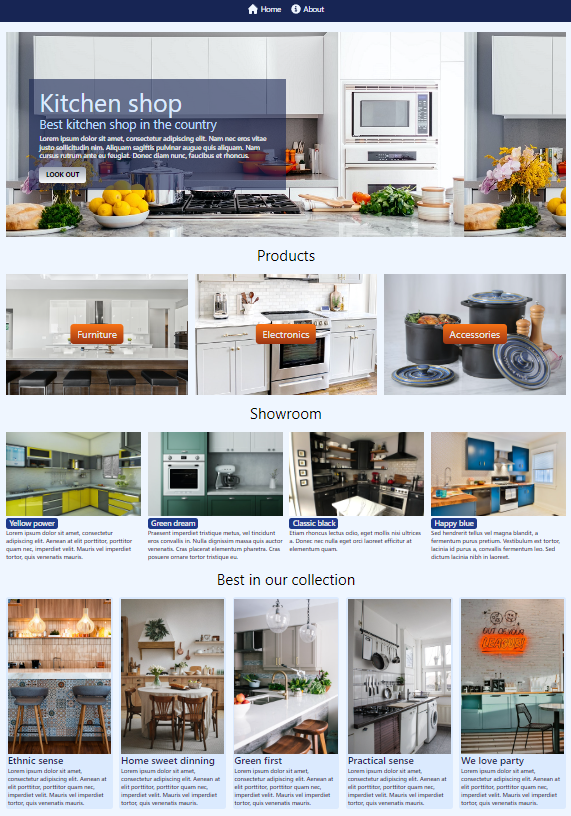 Home About
Kitchen shop
Best kitchen shop in the country
Lorem ipsum dolor sit amet, consectetur adipiscing elit. Nam nec eros vitae
justo sollicitudin nim. Aliquam sagittis pulvinar augue quis aliquam. Nam
cursus rutrum ante eu feugiat. Donec diam nunc, faucibus et rhoncus.
LOOK OUT
Products
Furniture
Electronics
Accessories
Showroom
Yellow power
Lorem ipsum dolor sit amet, consectetur
adipiscing elit. Aenean at elit porttitor, porttitor
quam nec, imperdiet velit. Mauris vel imperdiet
tortor, quis venenatis mauris.
Green dream
Praesent imperdiet tristique metus, vel tincidunt
eros convallis in. Nulla dignissim massa quis auctor
venenatis. Cras placerat elementum pharetra. Cras
posuere ornare tortor tristique eu.
Classic black
Etiam rhoncus lectus odio, eget mollis nisi ultrices
a. Donec nec nulla eget orci laoreet efficitur at
elementum quam.
Happy blue
Sed hendrerit tellus vel magna blandit, a
fermentum purus pretium. Vestibulum est tortor,
lacinia id purus a, convallis fermentum leo. Sed
dictum lacinia nibh in laoreet.
Best in our collection
OUT OF YOUR
Ethnic sense
Lorem ipsum dolor sit amet,
consectetur adipiscing elit. Aenean at
elit porttitor, porttitor quam nec,
imperdiet velit. Mauris vel imperdiet
tortor, quis venenatis mauris.
Home sweet dinning
Lorem ipsum dolor sit amet,
consectetur adipiscing elit. Aenean at
elit porttitor, porttitor quam nec,
imperdiet velit. Mauris vel imperdiet
tortor, quis venenatis mauris.
Green first
Lorem ipsum dolor sit amet,
consectetur adipiscing elit. Aenean at
elit porttitor, porttitor quam nec,
imperdiet velit. Mauris vel imperdiet
tortor, quis venenatis mauris.
Practical sense
Lorem ipsum dolor sit amet,
consectetur adipiscing elit. Aenean at
elit porttitor, porttitor quam nec,
imperdiet velit. Mauris vel imperdiet
tortor, quis venenatis mauris.
We love party
Lorem ipsum dolor sit amet,
consectetur adipiscing elit. Aenean at
elit porttitor, porttitor quam nec,
imperdiet velit. Mauris vel imperdiet
tortor, quis venenatis mauris.